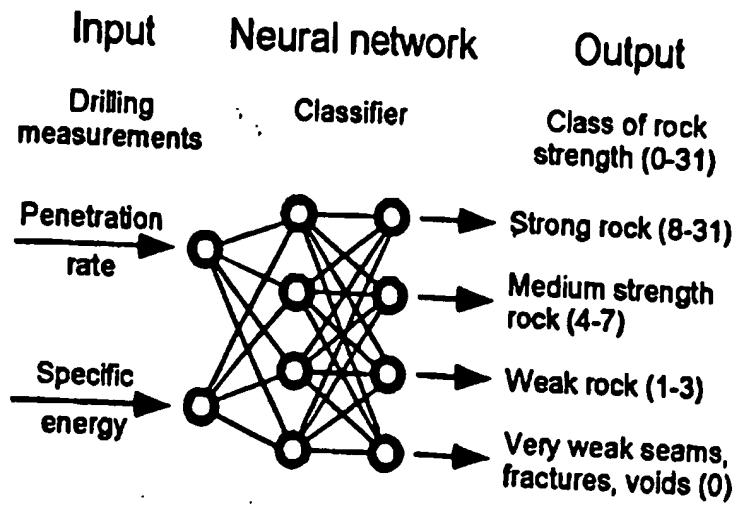 Input
Neural network
Output
Drilling
measurements
Classifier
Class of rock
strength (0-31)
Penetration
rate
Specific
energy
Strong rock (8-31)
Medium strength
rock (4-7)
Weak rock (1-3)
Very weak seams,
fractures, voids (0)